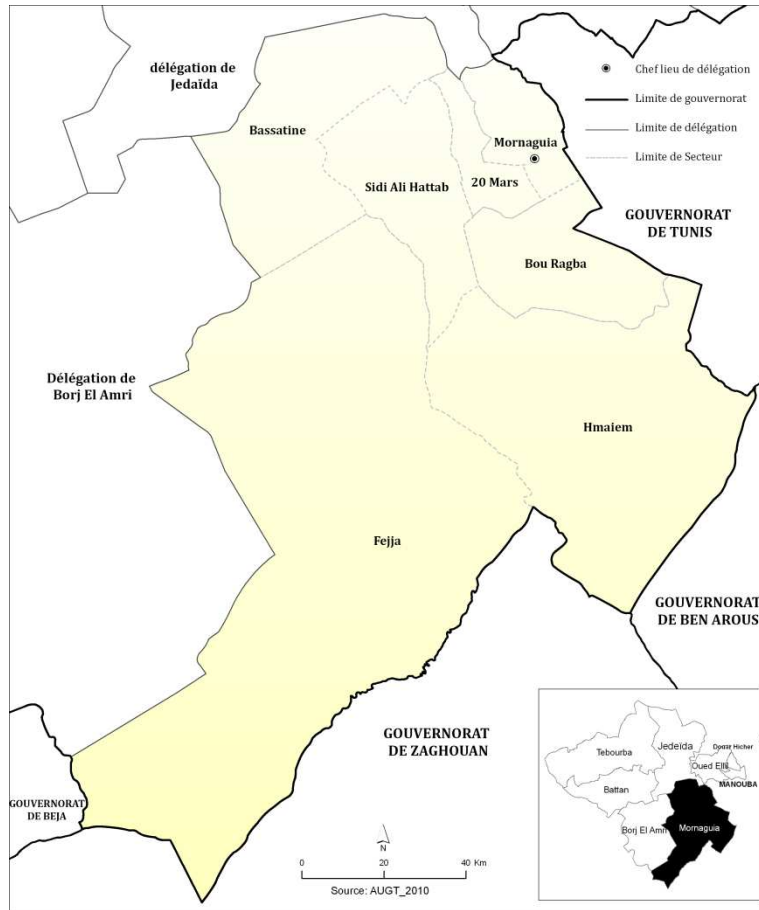 délégation de
Jedaïda
Chef lieu de délégation
Limite de gouvernorat
Limite de délégation
Limite de Secteur
Bassatine
Mornaguia
Sidi Ali Hattab
20 Mars
GOUVERNORAT
DE TUNIS
Bou Ragba
Délégation de
Borj El Amri
Hmaiem
Fejja
GOUVERNORAT
DE BEN AROUS
GOUVERNORAT
DE ZAGHOUAN
GOUVERNORAT
DE BEJA
N
0 20 40 Km
Source: AUGT_2010
Tebourba
Jedeïda
Douar Hicher
Oued Ellil
MANOUBA
Battan
Borj El Amri
Mornaguia